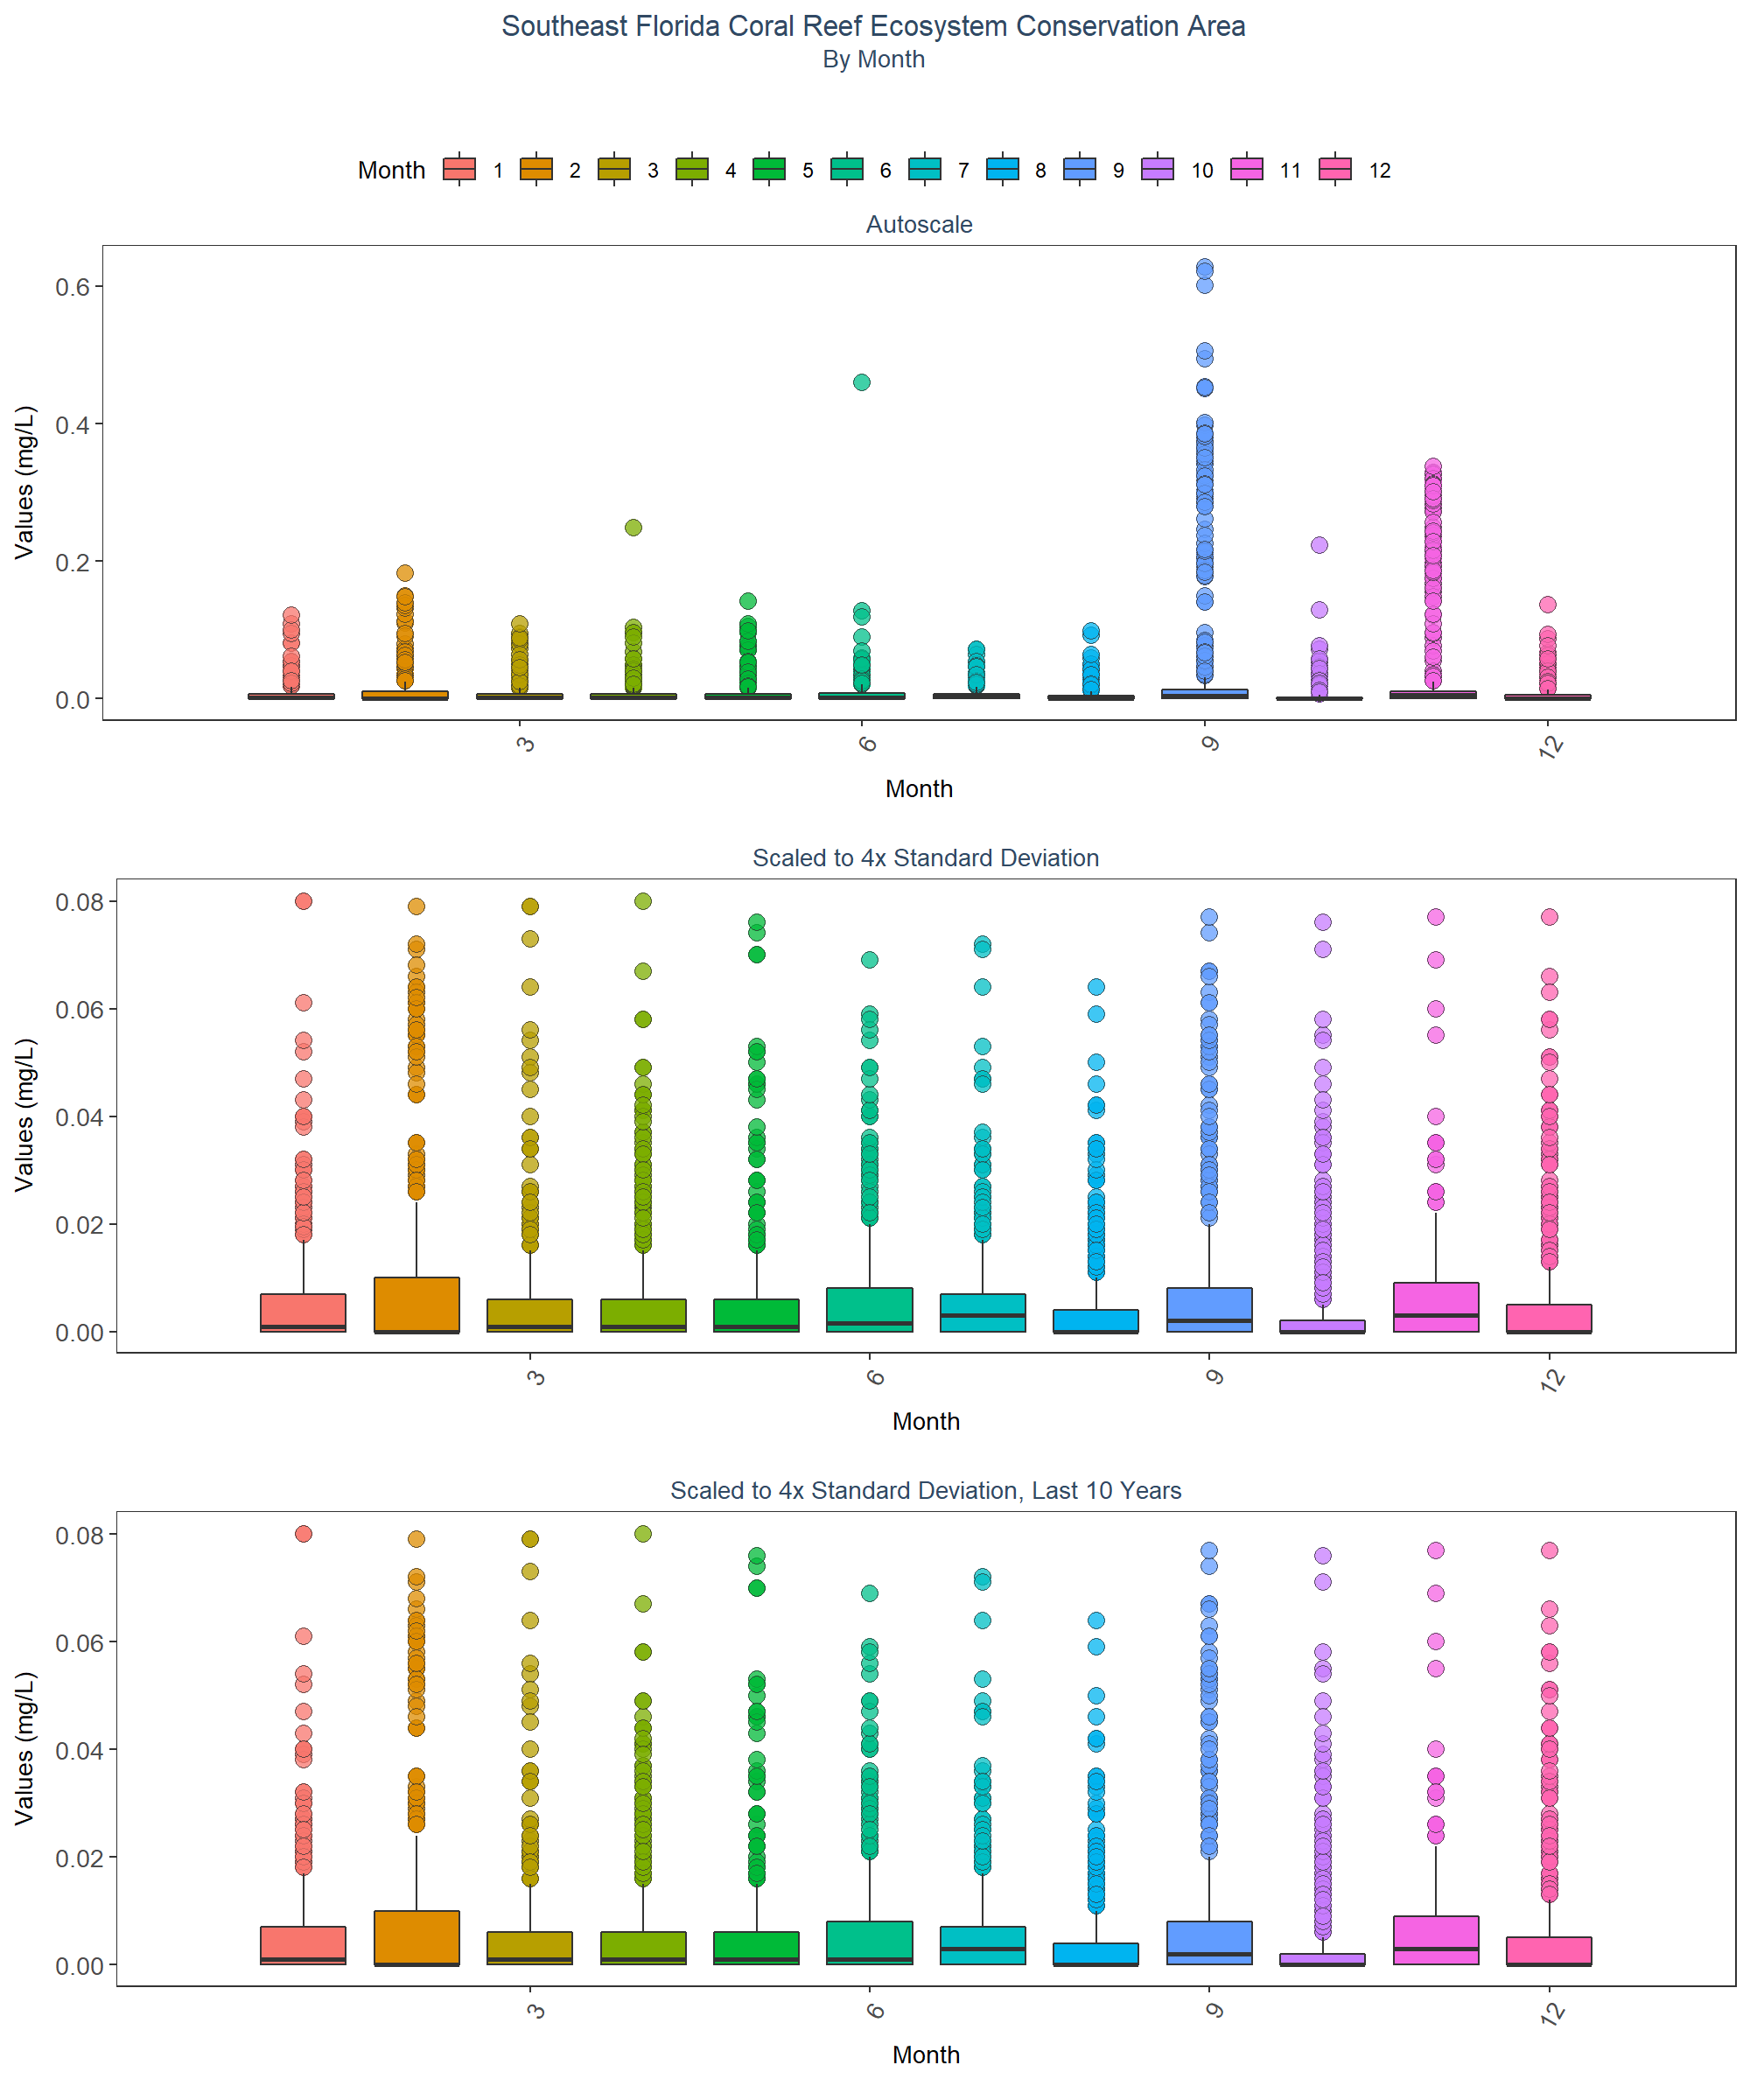 Southeast Florida Coral Reef Ecosystem Conservation Area
By Month
Month 1 2 3 4 5 6 7 8 9 10 11 12
Autoscale
Values (mg/L)
0.6
0.4
0.2
0.0
3 6 9 12
Month
Scaled to 4x Standard Deviation
Values (mg/L)
0.08
0.06
0.04
0.02
0.00
3 6 9 12
Month
Scaled to 4x Standard Deviation, Last 10 Years
Values (mg/L)
0.08
0.06
0.04
0.02
0.00
3 6 9 12
Month